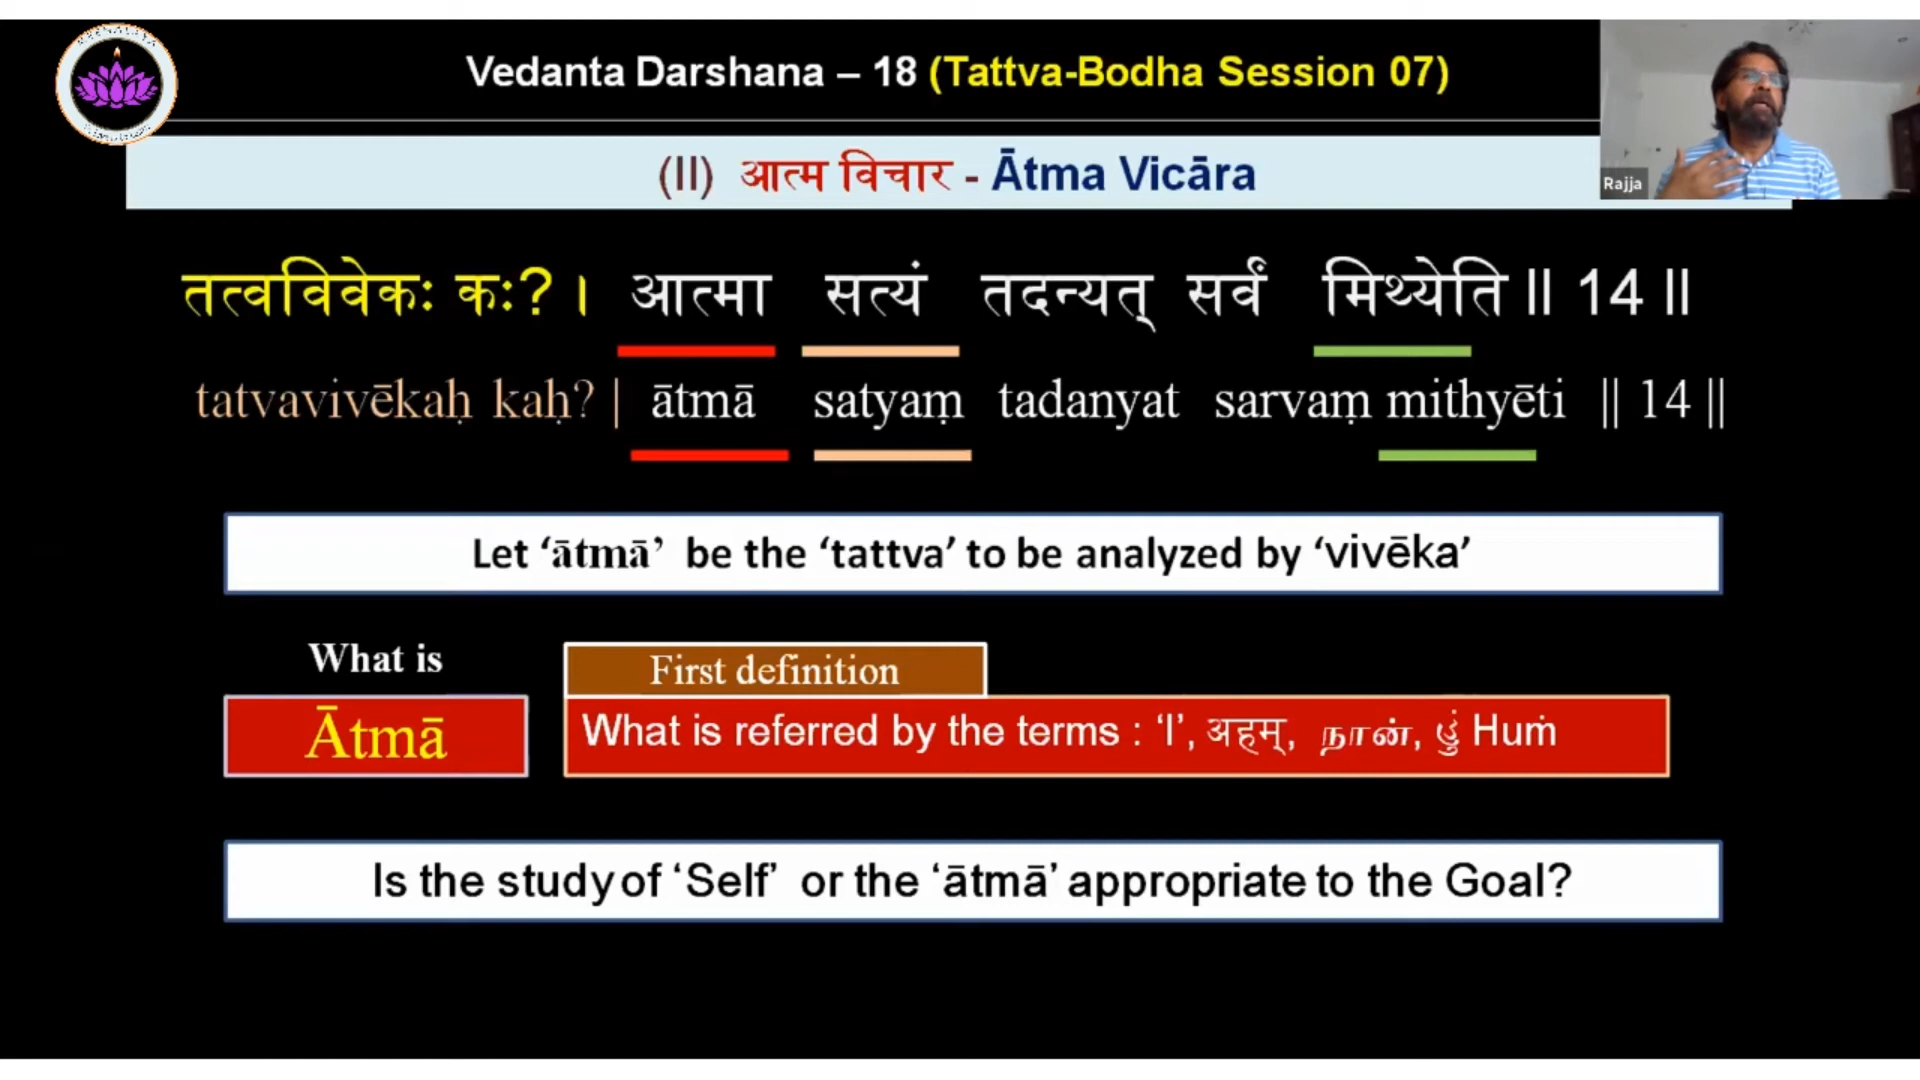 Vedanta Darshana – 18 (Tattva-Bodha Session 07)
Rajja
(II) आत्म विचार - Ātma Vicāra
तत्वविवेकः कः? । आत्मा सत्यं तदन्यत् सर्वं मिथ्येति ॥ 14 ॥
tatvavivēkaḥ kaḥ? | ātmā satyaṃ tadanyat sarvaṃ mithyēti || 14 ||
Let ‘ātmā’ be the ‘tattva’ to be analyzed by ‘vivēka’
What is
Ātmā
First definition
What is referred by the terms : ‘I’, अहम्, நான், હું Huṁ
Is the study of ‘Self’ or the ‘ātmā’ appropriate to the Goal?